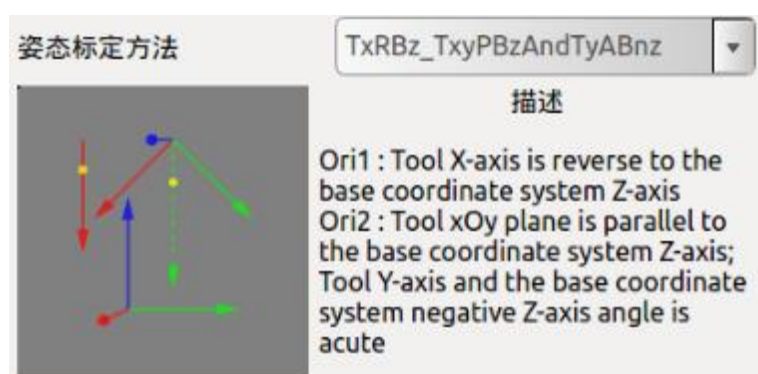 姿态标定方法
TxRBz_TxyPBzAndTyABnz
描述
Ori1 : Tool X-axis is reverse to the
base coordinate system Z-axis
Ori2 : Tool xOy plane is parallel to
the base coordinate system Z-axis;
Tool Y-axis and the base coordinate
system negative Z-axis angle is
acute